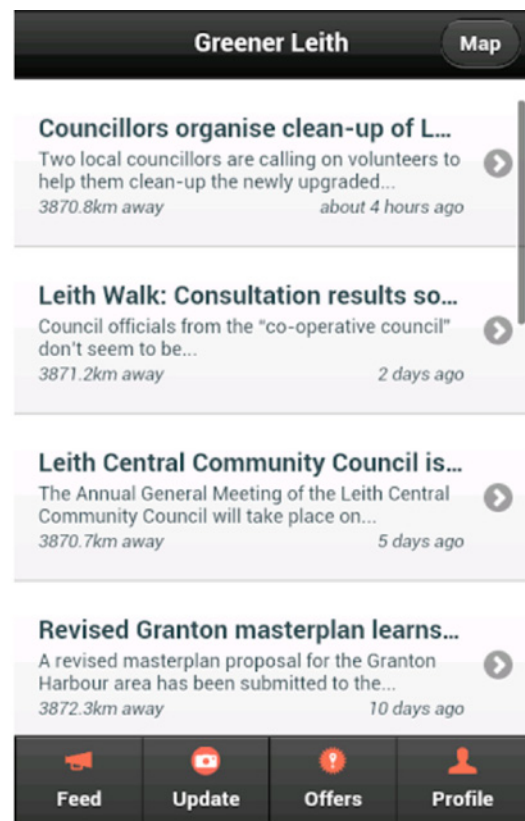 Greener Leith
Map
Councillors organise clean-up of L...
Two local councillors are calling on volunteers to
help them clean-up the newly upgraded...
3870.8km away about 4 hours ago
Leith Walk: Consultation results so...
Council officials from the "co-operative council"
don't seem to be...
3871.2km away 2 days ago
Leith Central Community Council is...
The Annual General Meeting of the Leith Central
Community Council will take place on...
3870.7km away 5 days ago
Revised Granton masterplan learns...
A revised masterplan proposal for the Granton
Harbour area has been submitted to the...
3872.3km away 10 days ago
Feed Update Offers Profile